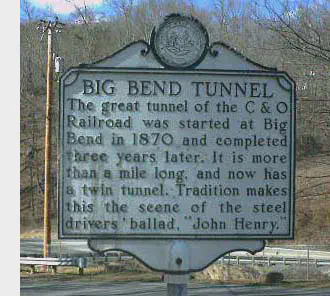 BIG BEND TUNNEL
The great tunnel of the C & O
Railroad was started at Big
Bend in 1870 and completed
three years later. It is more
than a mile long, and now has
a twin tunnel. Tradition makes
this the scene of the steel
drivers' ballad, "John Henry."